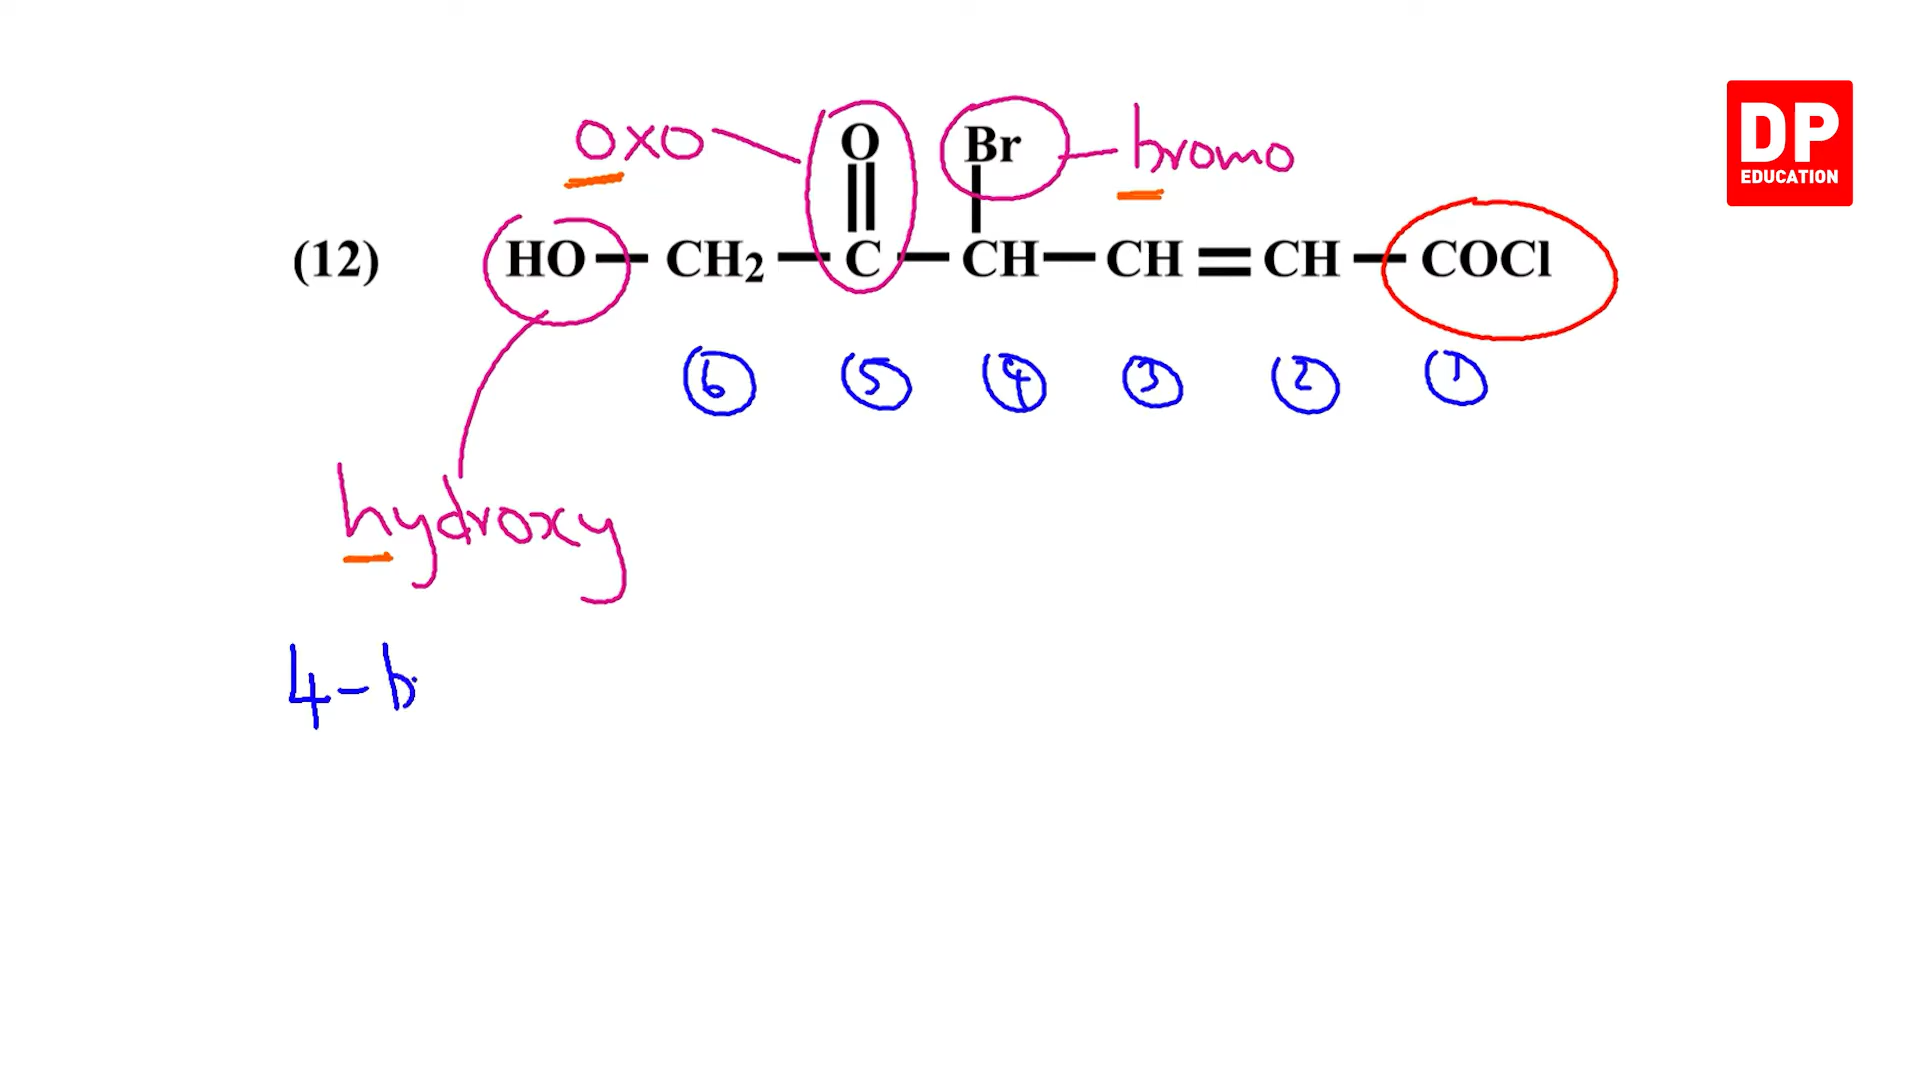 DP
EDUCATION
oxo
O
Br
bromo
(12) HO — CH₂ — C — CH — CH = CH — COCl
6 5 4 3 2 1
hydroxy
4-b